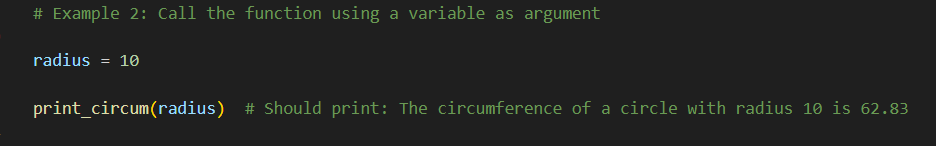 # Example 2: Call the function using a variable as argument
radius = 10
print_circum(radius)  # Should print: The circumference of a circle with radius 10 is 62.83